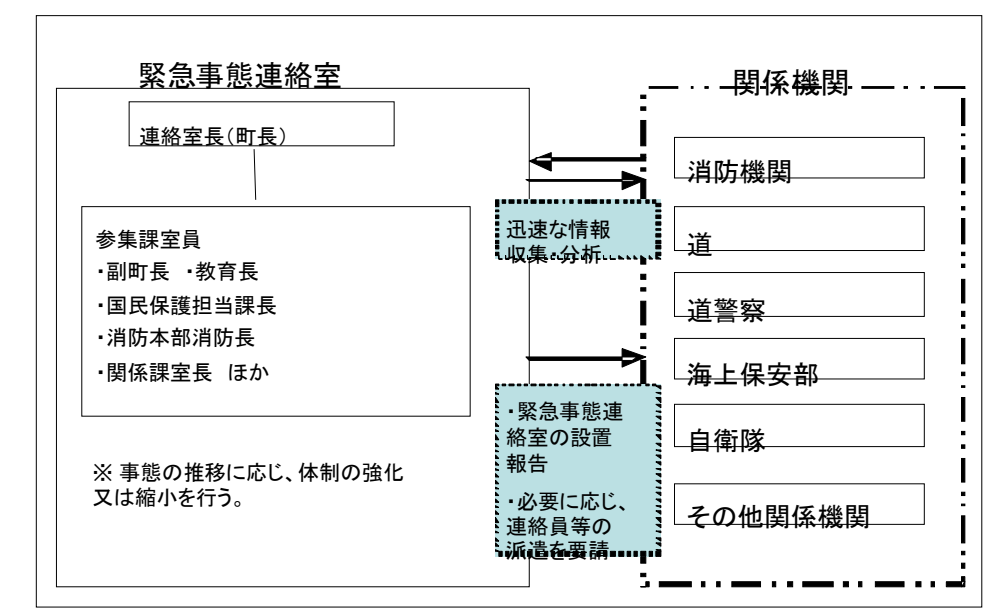 緊急事態連絡室
連絡室長(町長)
参集課室員
・副町長 ・教育長
・国民保護担当課長
・消防本部消防長
・関係課室長 ほか
※ 事態の推移に応じ、体制の強化
又は縮小を行う。
迅速な情報
収集・分析
・緊急事態連
絡室の設置
報告
・必要に応じ、
連絡員等の
派遣を要請
関係機関
消防機関
道
道警察
海上保安部
自衛隊
その他関係機関